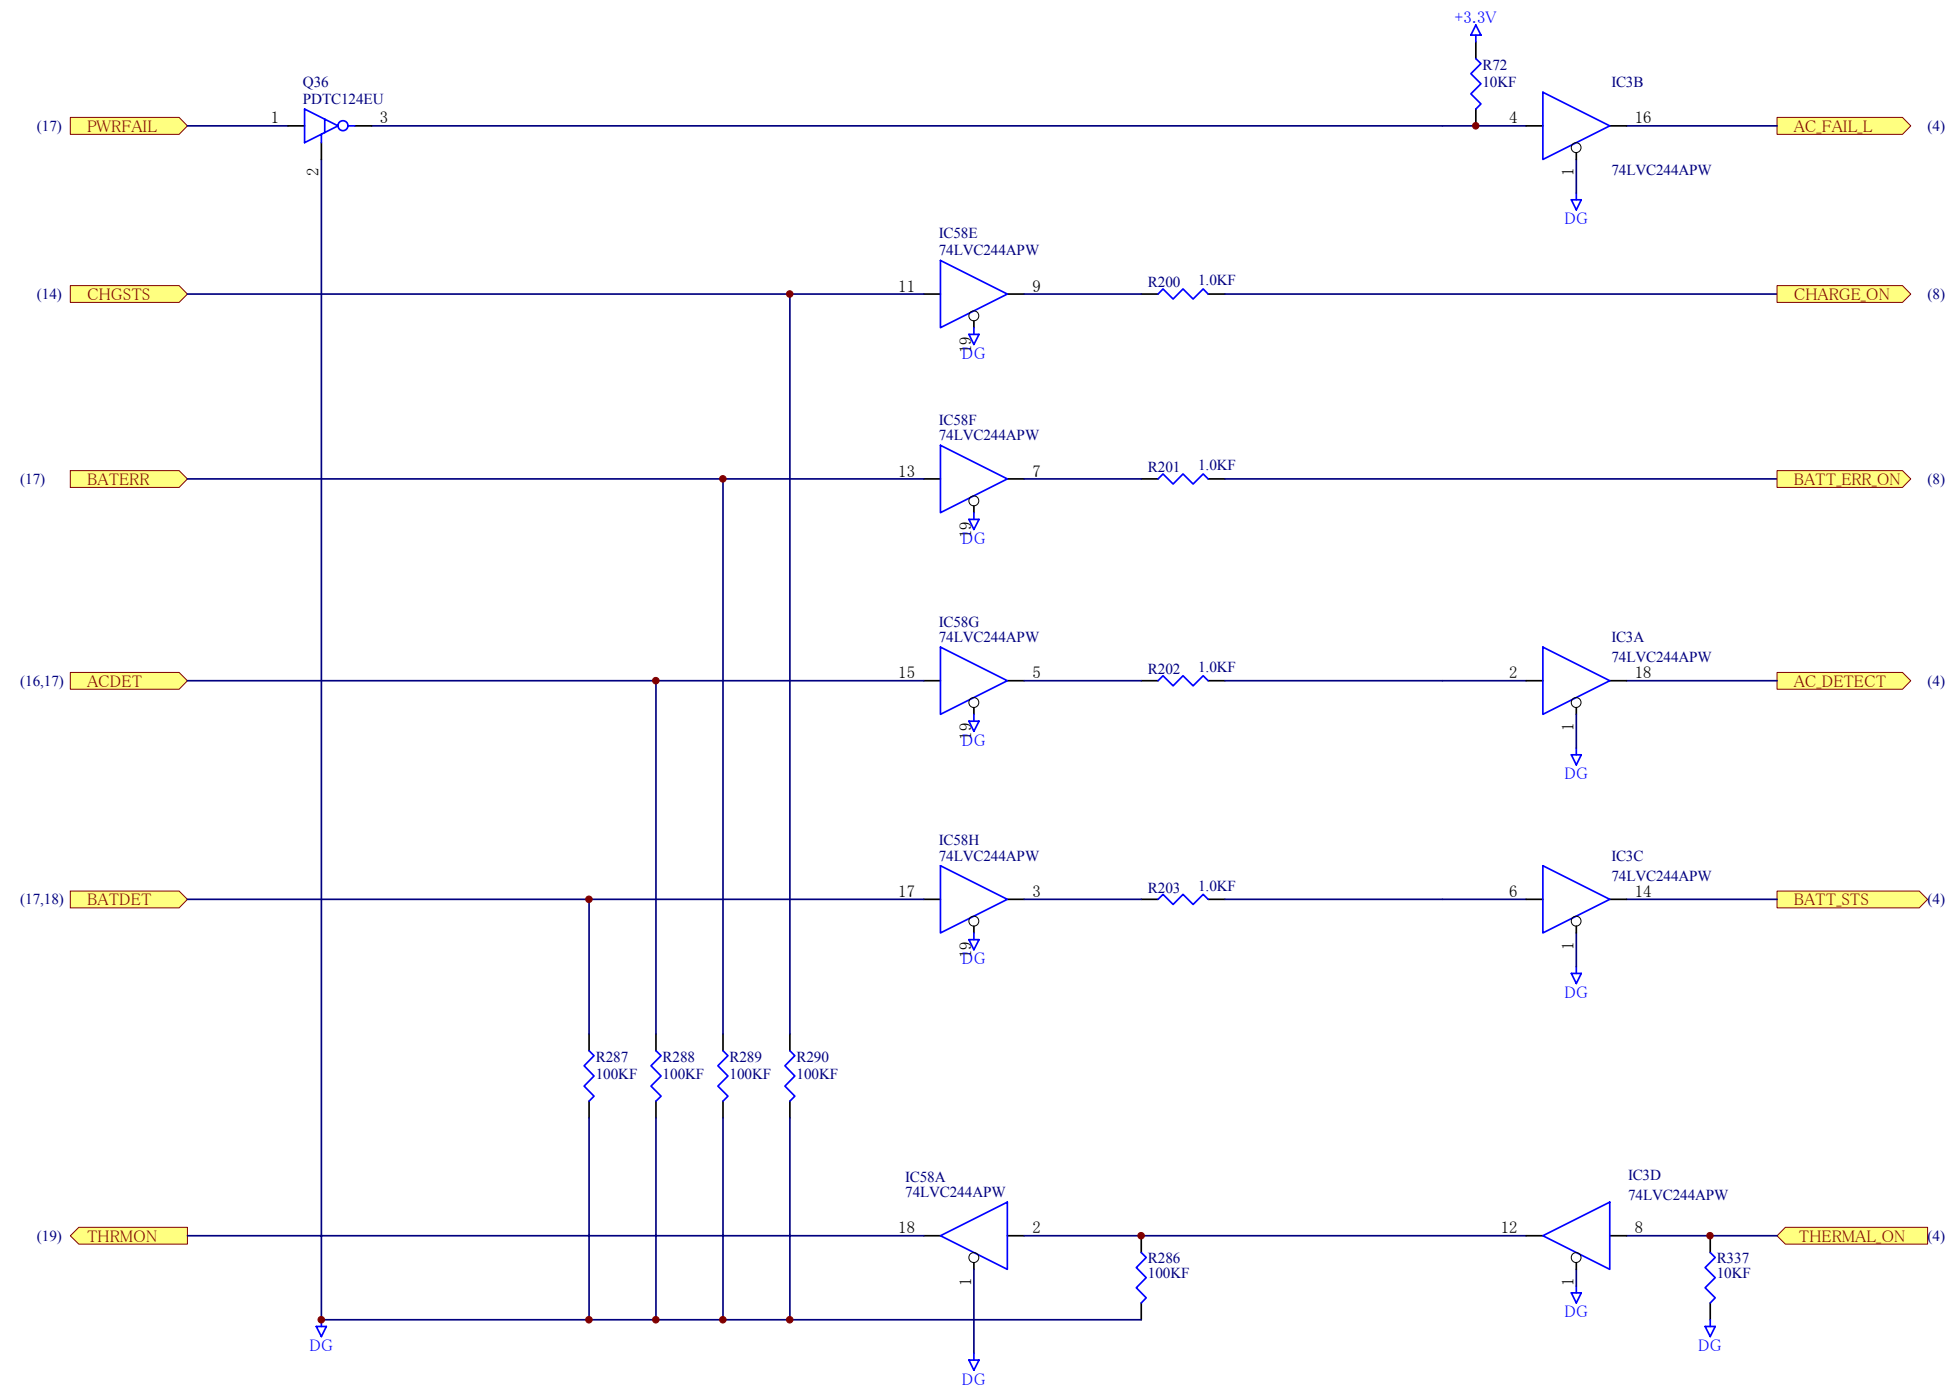 +3.3V
R72
10KF
Q36
PDTC124EU
IC3B
(17) PWRFAIL 1 3 4 16 AC_FAIL_L (4)
2
1
74LVC244APW
DG
IC58E
74LVC244APW
(14) CHGSTS 11 9 R200 1.0KF CHARGE_ON (8)
19
DG
IC58F
74LVC244APW
(17) BATERR 13 7 R201 1.0KF BATT_ERR_ON (8)
19
DG
IC58G
74LVC244APW
IC3A
74LVC244APW
(16,17) ACDET 15 5 R202 1.0KF 2 18 AC_DETECT (4)
19
DG
1
DG
IC58H
74LVC244APW
IC3C
74LVC244APW
(17,18) BATDET 17 3 R203 1.0KF 6 14 BATT_STS (4)
19
DG
1
DG
R287
100KF
R288
100KF
R289
100KF
R290
100KF
IC58A
74LVC244APW
IC3D
74LVC244APW
(19) THRMON 18 2 12 8 THERMAL_ON (4)
1
R286
100KF
1
DG
R337
10KF
DG
DG
DG